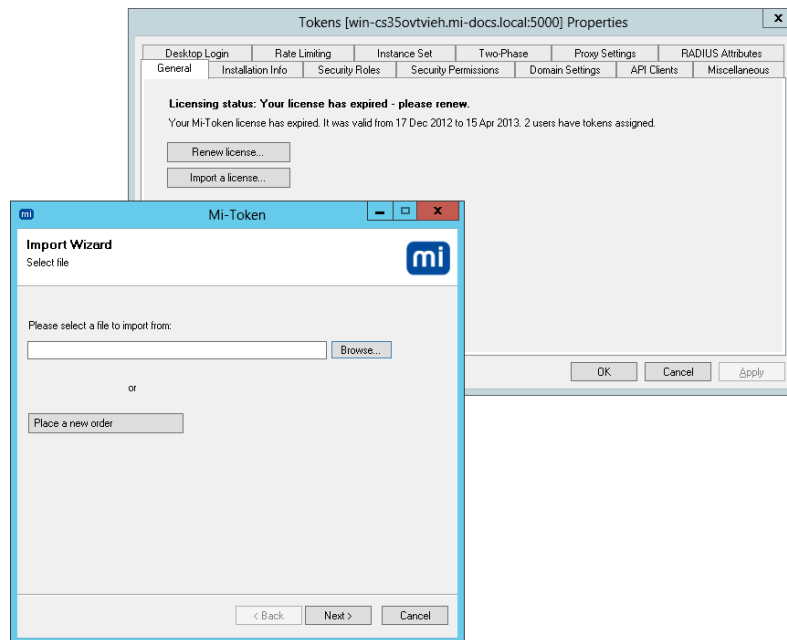 Tokens [win-cs35ovtvieh.mi-docs.local:5000] Properties
x
Desktop Login Rate Limiting Instance Set Two-Phase Proxy Settings RADIUS Attributes
General Installation Info Security Roles Security Permissions Domain Settings API Clients Miscellaneous
Licensing status: Your license has expired - please renew.
Your Mi-Token license has expired. It was valid from 17 Dec 2012 to 15 Apr 2013. 2 users have tokens assigned.
Renew license...
Import a license...
OK Cancel Apply
mi Mi-Token x
Import Wizard
Select file
mi
Please select a file to import from:
Browse...
or
Place a new order
< Back Next > Cancel